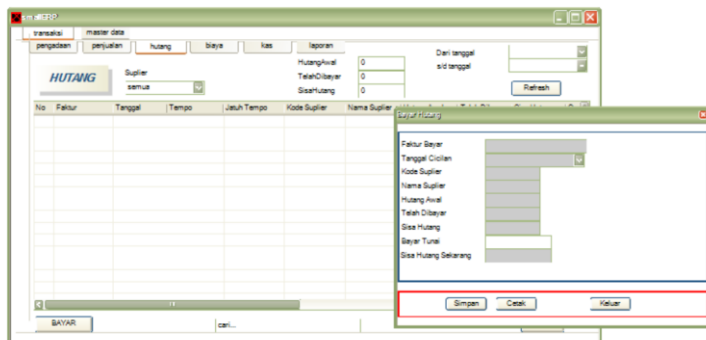 smallERP
transaksi master data
pengadaan penjualan hutang biaya kas laporan
HUTANG
Suplier
semua
HutangAwal 0
TelahDibayar 0
SisaHutang 0
Dari tanggal
s/d tanggal
Refresh
No Faktur Tanggal Tempo Jatuh Tempo Kode Suplier Nama Suplier
Bayar Hutang
Faktur Bayar
Tanggal Cicilan
Kode Suplier
Nama Suplier
Hutang Awal
Telah Dibayar
Sisa Hutang
Bayar Tunai
Sisa Hutang Sekarang
Simpan Cetak Keluar
BAYAR cari...